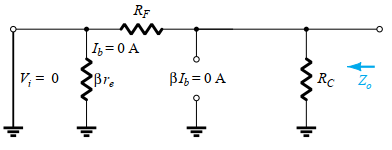 R_F
I_b = 0 A
V_i = 0
βr_e
βI_b = 0 A
R_C
Z_o